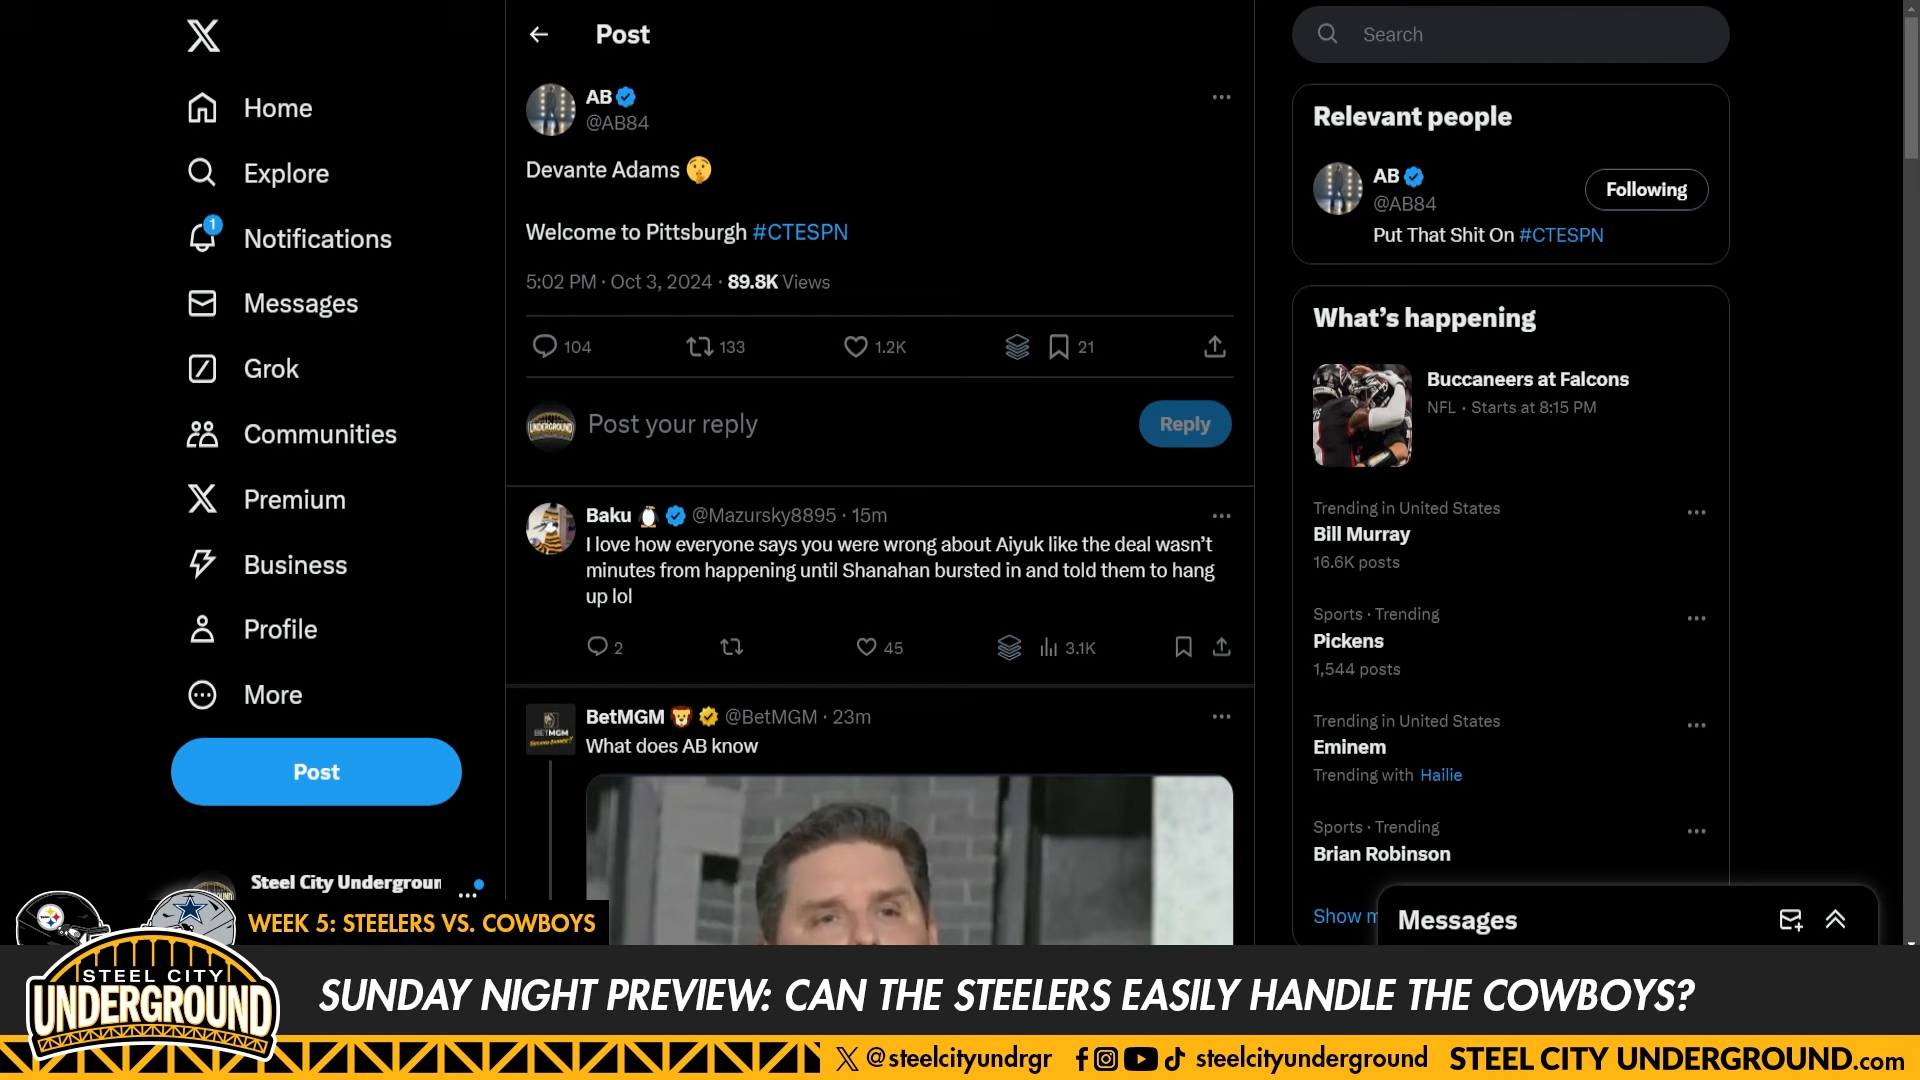 Home
Explore
1
Notifications
Messages
Grok
Communities
Premium
Business
Profile
More
Post
Steel City Undergroun
Post
AB
@AB84
Devante Adams 🤫
Welcome to Pittsburgh #CTESPN
5:02 PM · Oct 3, 2024 · 89.8K Views
104 133 1.2K 21
UNDERGROUND
Post your reply
Reply
Baku 🐧 @Mazursky8895 · 15m
I love how everyone says you were wrong about Aiyuk like the deal wasn't
minutes from happening until Shanahan bursted in and told them to hang
up lol
2 45 3.1K
BETMGM
BetMGM 🦁 @BetMGM · 23m
What does AB know
Search
Relevant people
AB
@AB84
Following
Put That Shit On #CTESPN
What's happening
Buccaneers at Falcons
NFL · Starts at 8:15 PM
Trending in United States
Bill Murray
16.6K posts
Sports · Trending
Pickens
1,544 posts
Trending in United States
Eminem
Trending with Hailie
Sports · Trending
Brian Robinson
Show m
Messages
WEEK 5: STEELERS VS. COWBOYS
STEEL CITY
UNDERGROUND
SUNDAY NIGHT PREVIEW: CAN THE STEELERS EASILY HANDLE THE COWBOYS?
@steelcityundrgr steelcityunderground STEEL CITY UNDERGROUND.com